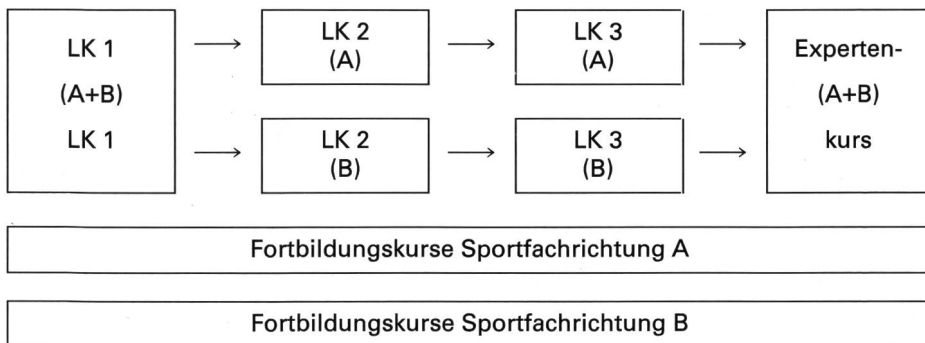 LK 1
(A+B)
LK 1
LK 2
(A)
LK 3
(A)
LK 2
(B)
LK 3
(B)
Experten-
(A+B)
kurs
Fortbildungskurse Sportfachrichtung A
Fortbildungskurse Sportfachrichtung B